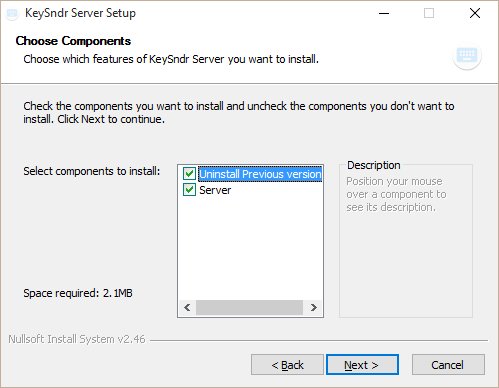 KeySndr Server Setup
Choose Components
Choose which features of KeySndr Server you want to install.
Check the components you want to install and uncheck the components you don't want to
install. Click Next to continue.
Select components to install:
Uninstall Previous version
Server
Description
Position your mouse
over a component to
see its description.
Space required: 2.1MB
Nullsoft Install System v2.46
< Back
Next >
Cancel